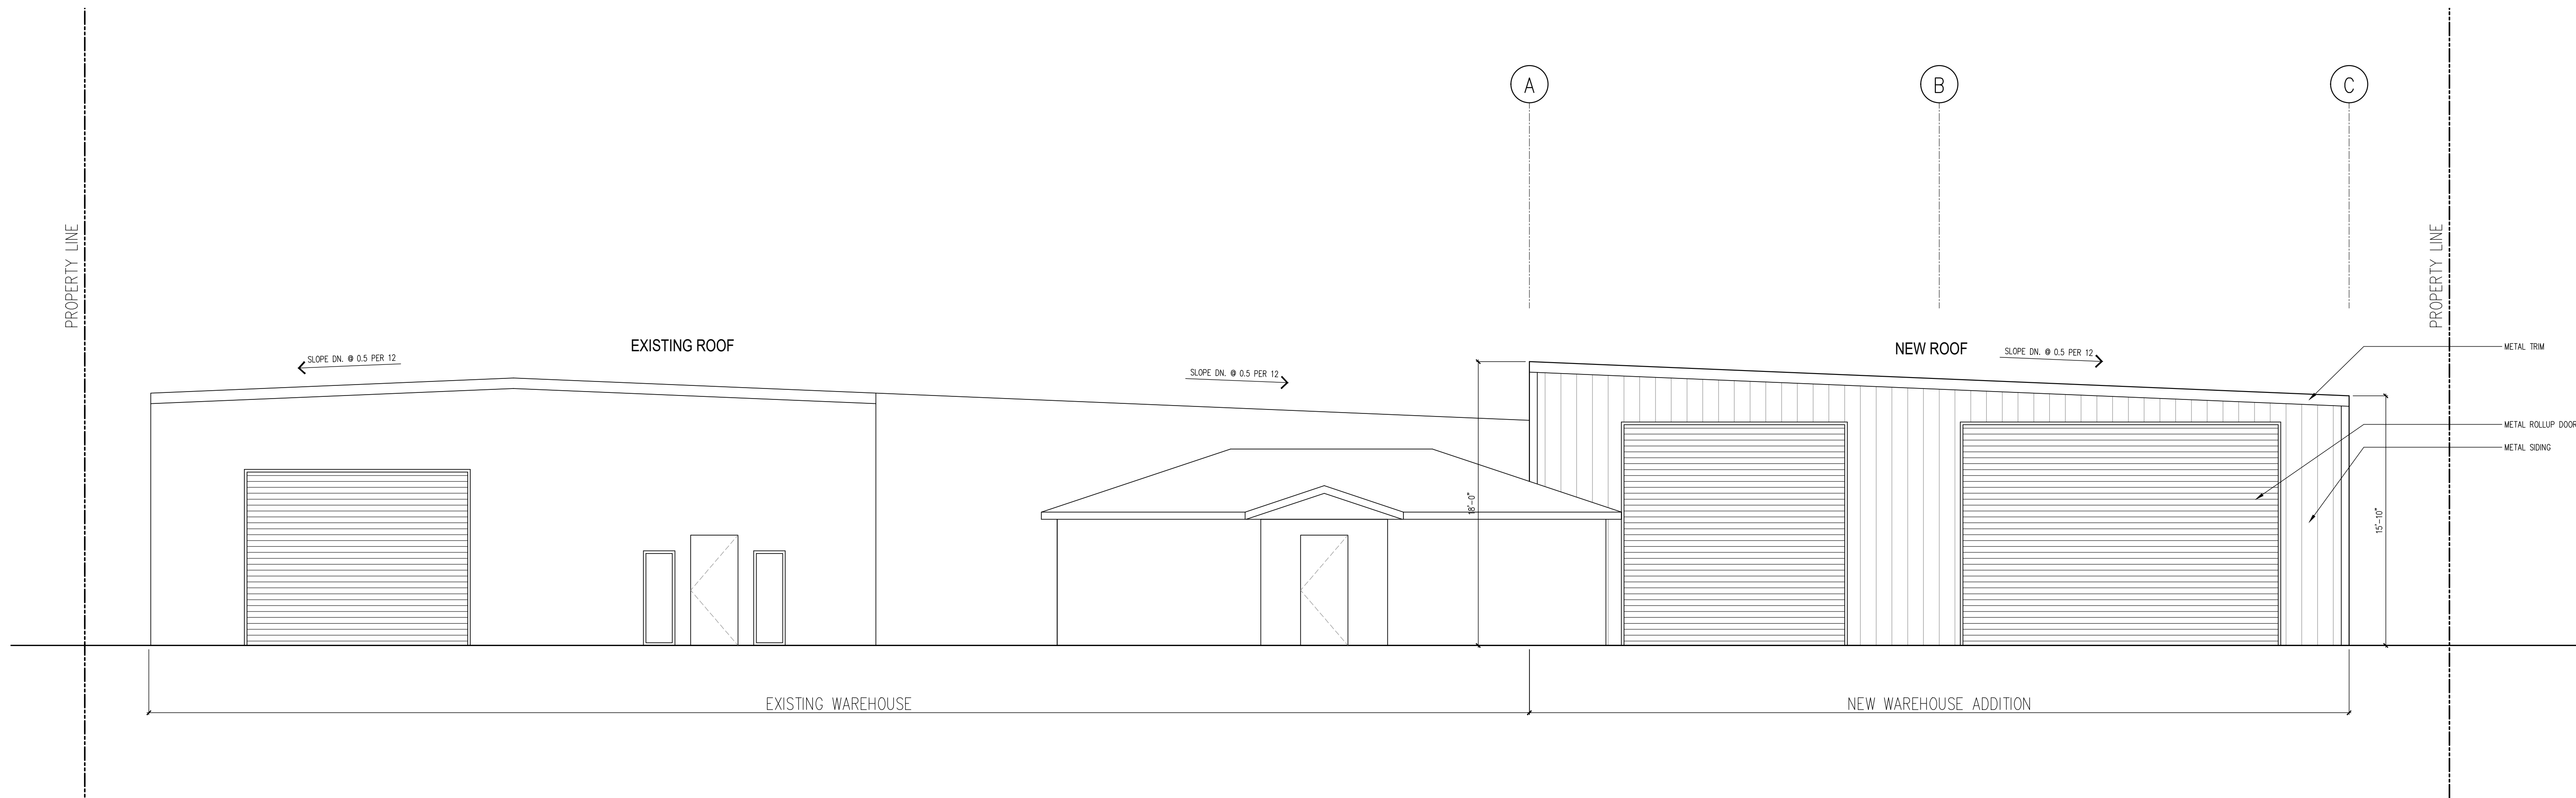 A
B
C
PROPERTY LINE
PROPERTY LINE
EXISTING ROOF
NEW ROOF
SLOPE DN. @ 0.5 PER 12
SLOPE DN. @ 0.5 PER 12
SLOPE DN. @ 0.5 PER 12
METAL TRIM
METAL ROLLUP DOOR
METAL SIDING
18'-0"
15'-10"
EXISTING WAREHOUSE
NEW WAREHOUSE ADDITION